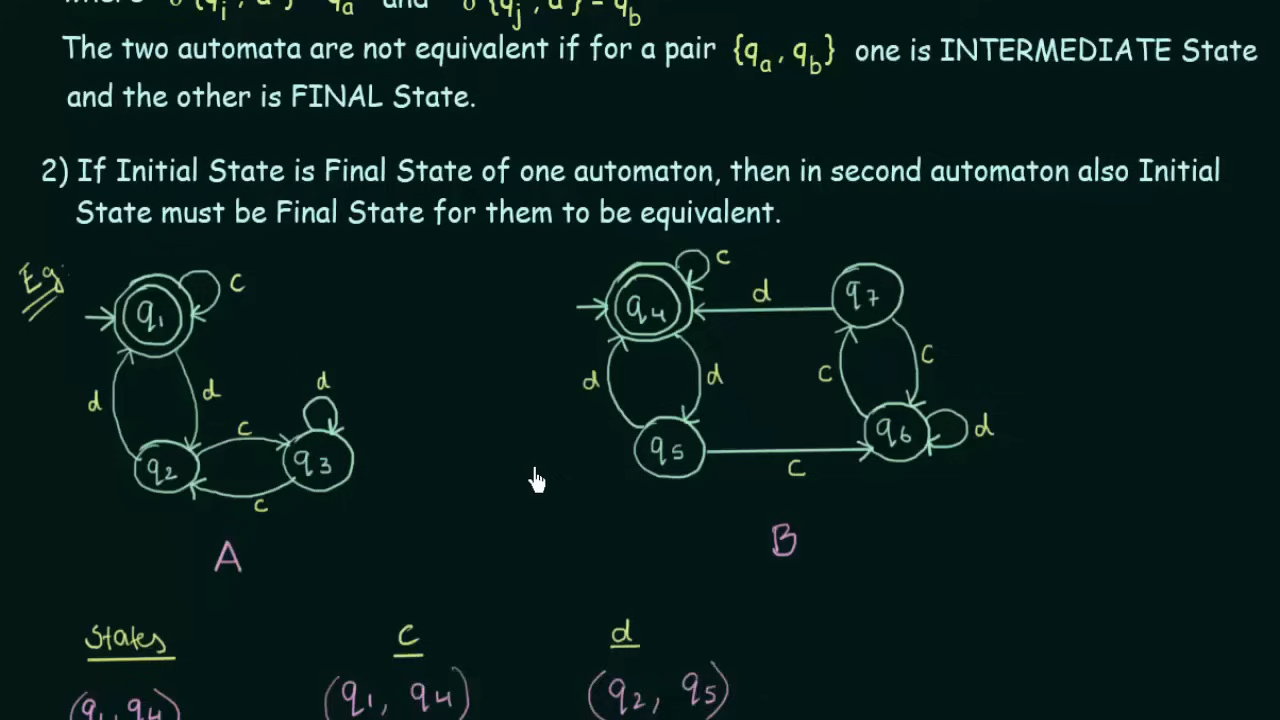 The two automata are not equivalent if for a pair {qa, qb} one is INTERMEDIATE State
and the other is FINAL State.
2) If Initial State is Final State of one automaton, then in second automaton also Initial
State must be Final State for them to be equivalent.
Eg:
q1 c
d d
d
q2 c q3
c
A
q4 c
d
q7
d d
c c
q5 c q6 d
B
States c d
(q1, q4) (q1, q4) (q2, q5)